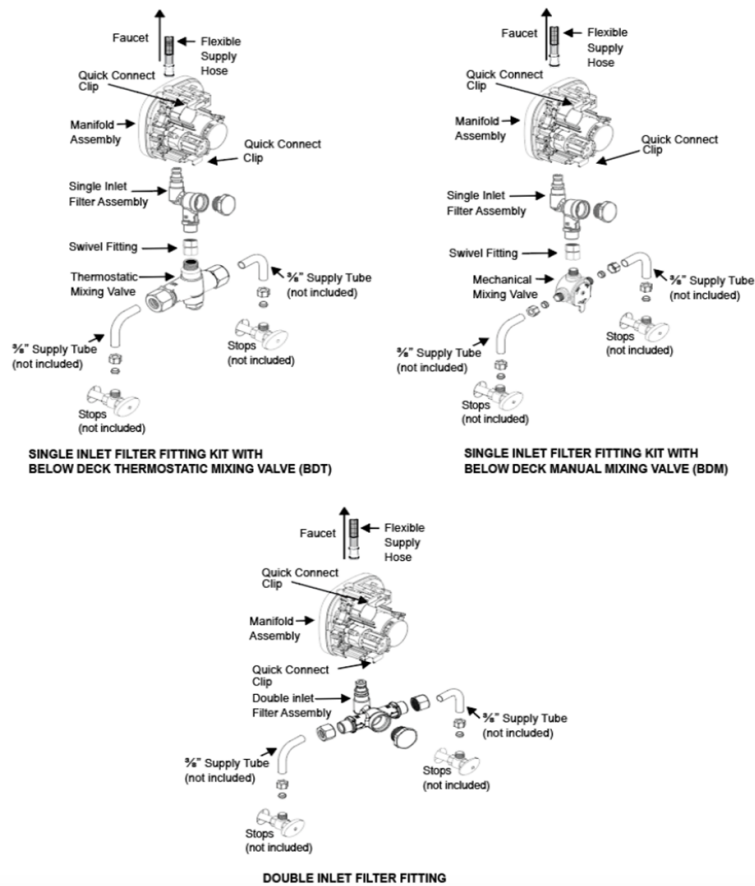 Faucet
Flexible
Supply
Hose
Quick Connect
Clip
Manifold
Assembly
Quick Connect
Clip
Single Inlet
Filter Assembly
Swivel Fitting
Thermostatic
Mixing Valve
⅜" Supply Tube
(not included)
Stops
(not included)
⅜" Supply Tube
(not included)
Stops
(not included)
SINGLE INLET FILTER FITTING KIT WITH
BELOW DECK THERMOSTATIC MIXING VALVE (BDT)
Faucet
Flexible
Supply
Hose
Quick Connect
Clip
Manifold
Assembly
Quick Connect
Clip
Single Inlet
Filter Assembly
Swivel Fitting
Mechanical
Mixing Valve
⅜" Supply Tube
(not included)
Stops
(not included)
⅜" Supply Tube
(not included)
Stops
(not included)
SINGLE INLET FILTER FITTING KIT WITH
BELOW DECK MANUAL MIXING VALVE (BDM)
Faucet
Flexible
Supply
Hose
Quick Connect
Clip
Manifold
Assembly
Quick Connect
Clip
Double inlet
Filter Assembly
⅜" Supply Tube
(not included)
Stops
(not included)
⅜" Supply Tube
(not included)
Stops
(not included)
DOUBLE INLET FILTER FITTING